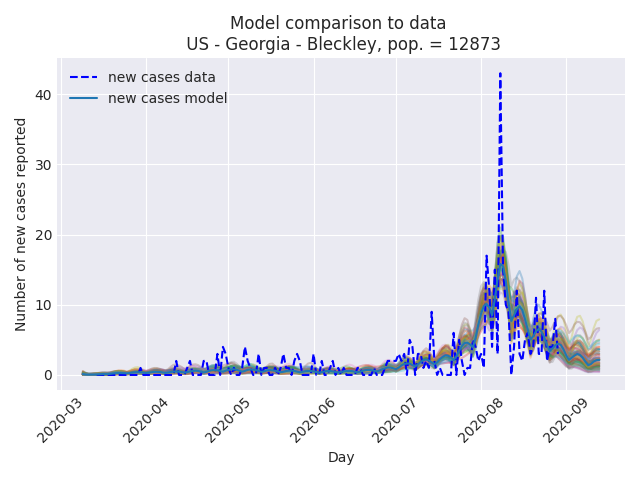 Model comparison to data
US - Georgia - Bleckley, pop. = 12873
new cases data
new cases model
Number of new cases reported
40
30
20
10
0
2020-03
2020-04
2020-05
2020-06
2020-07
2020-08
2020-09
Day